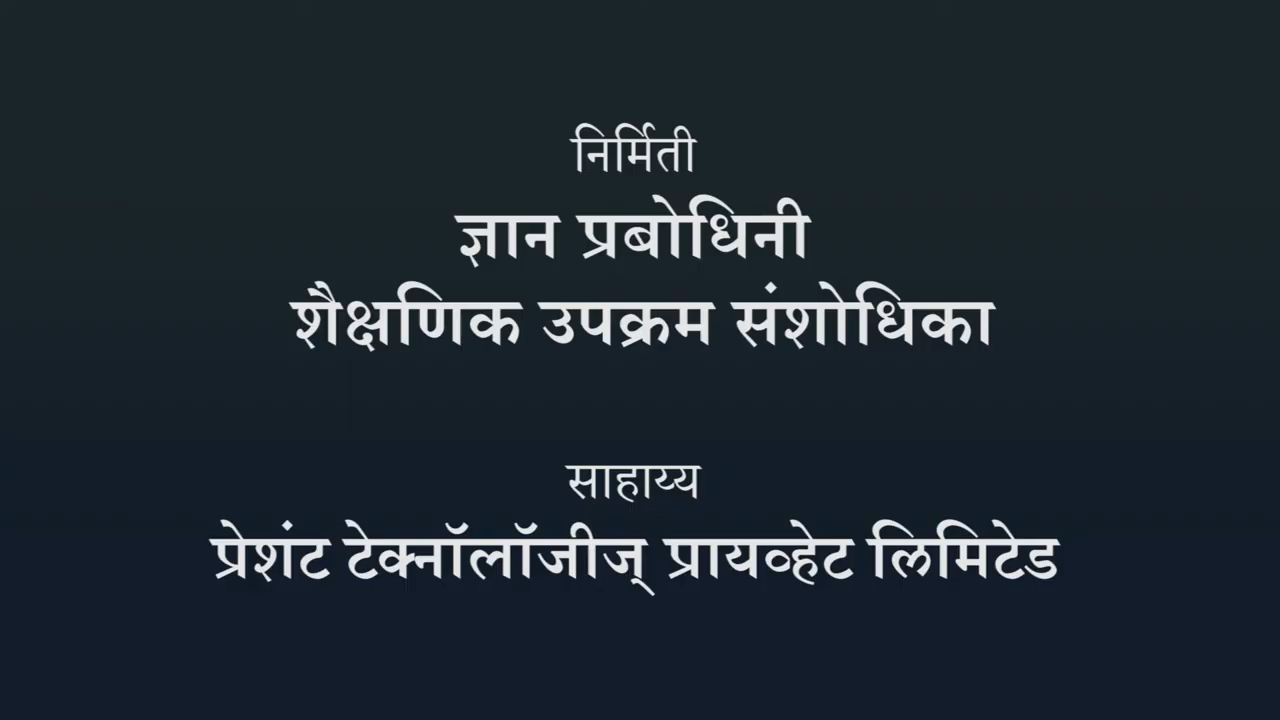 निर्मिती
ज्ञान प्रबोधिनी
शैक्षणिक उपक्रम संशोधिका
साहाय्य
प्रेशंट टेक्नॉलॉजीज् प्रायव्हेट लिमिटेड